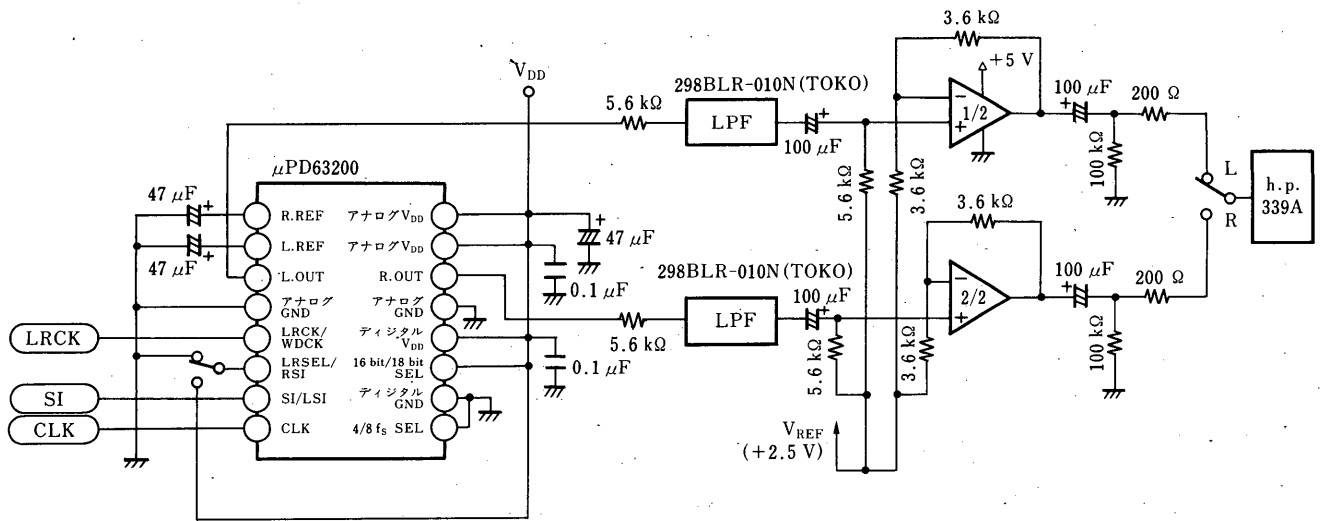 3.6 kΩ
V_DD
+5 V
298BLR-010N (TOKO)
100 μF
200 Ω
5.6 kΩ
LPF
1/2
100 μF
100 kΩ
μPD63200
47 μF
R.REF
アナログV_DD
47 μF
5.6 kΩ
3.6 kΩ
L
R
h.p.
339A
L.REF
アナログV_DD
47 μF
L.OUT
R.OUT
0.1 μF
298BLR-010N (TOKO)
3.6 kΩ
100 μF
200 Ω
アナログ
GND
アナログ
GND
100 μF
LPF
2/2
LRCK
LRCK/
WDCK
ディジタル
V_DD
5.6 kΩ
5.6 kΩ
3.6 kΩ
100 kΩ
LRSEL/
RSI
16 bit/18 bit
SEL
0.1 μF
SI
SI/LSI
ディジタル
GND
CLK
CLK
4/8 f_S SEL
V_REF
(+2.5 V)